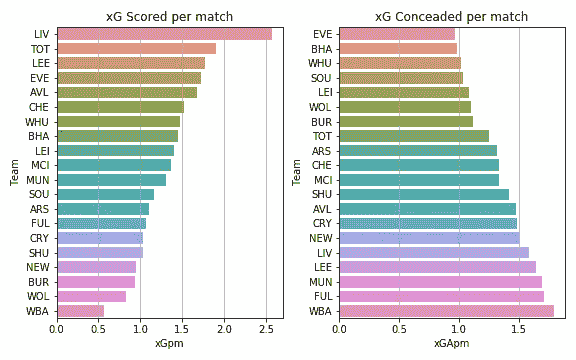 xG Scored per match
LIV
TOT
LEE
EVE
AVL
CHE
WHU
BHA
LEI
MCI
MUN
SOU
ARS
FUL
CRY
SHU
NEW
BUR
WOL
WBA
Team
0.0 0.5 1.0 1.5 2.0 2.5
xGpm
xG Conceaded per match
EVE
BHA
WHU
SOU
LEI
WOL
BUR
TOT
ARS
CHE
MCI
SHU
AVL
CRY
NEW
LIV
LEE
MUN
FUL
WBA
Team
0.0 0.5 1.0 1.5
xGApm